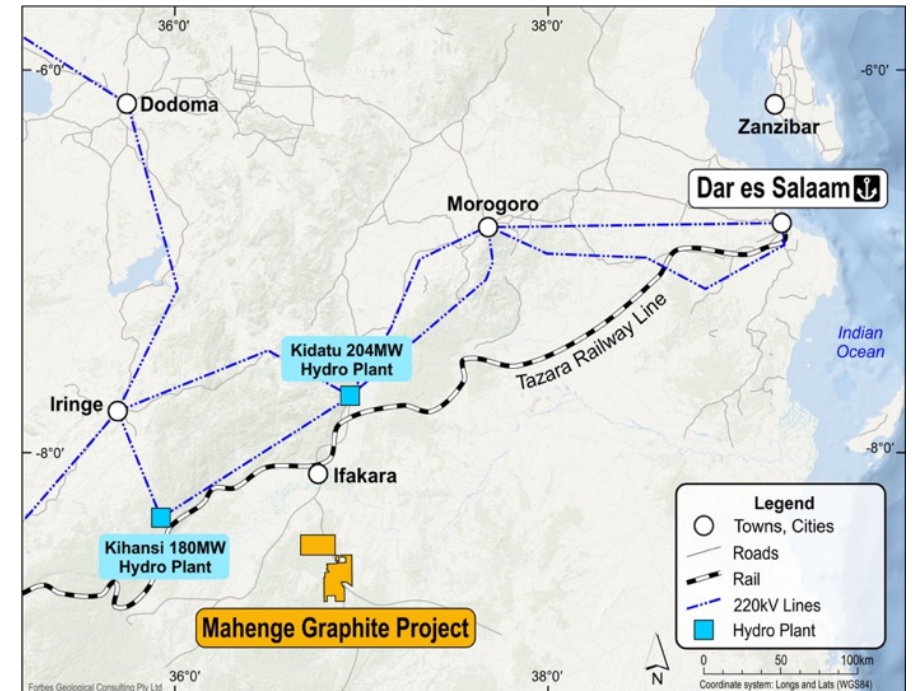 36°0'
38°0'
-6°0'
-6°0'
Dodoma
Zanzibar
Dar es Salaam
Morogoro
Indian
Ocean
Tazara Railway Line
Kidatu 204MW
Hydro Plant
Iringe
-8°0'
-8°0'
Ifakara
Kihansi 180MW
Hydro Plant
Mahenge Graphite Project
Legend
Towns, Cities
Roads
Rail
220kV Lines
Hydro Plant
N
0 50 100km
Coordinate system: Longs and Lats (WGS84)
Forbes Geological Consulting Pty Ltd
36°0'
38°0'